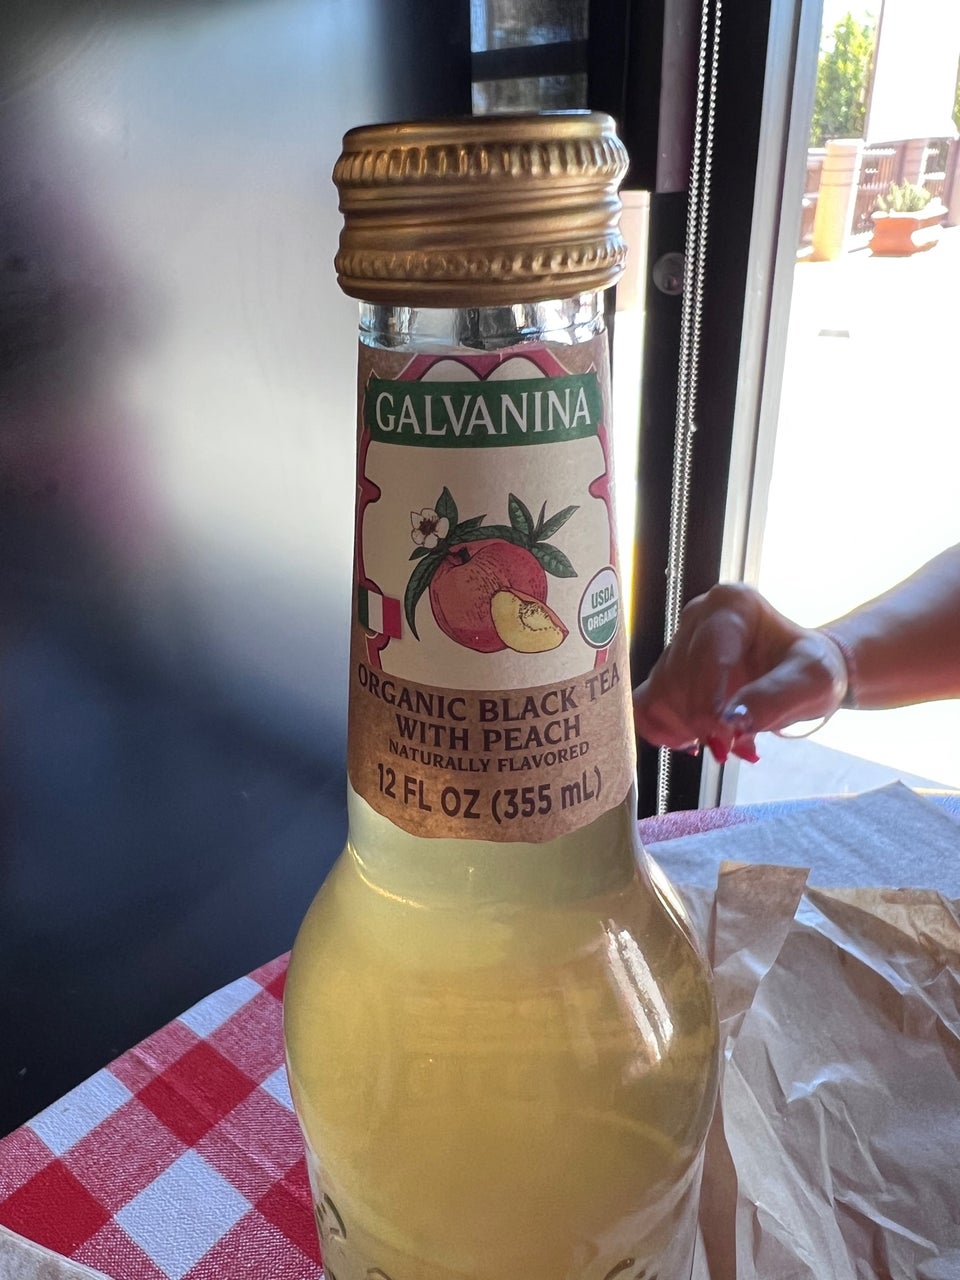 GALVANINA
USDA
ORGANIC
ORGANIC BLACK TEA
WITH PEACH
NATURALLY FLAVORED
12 FL OZ (355 mL)